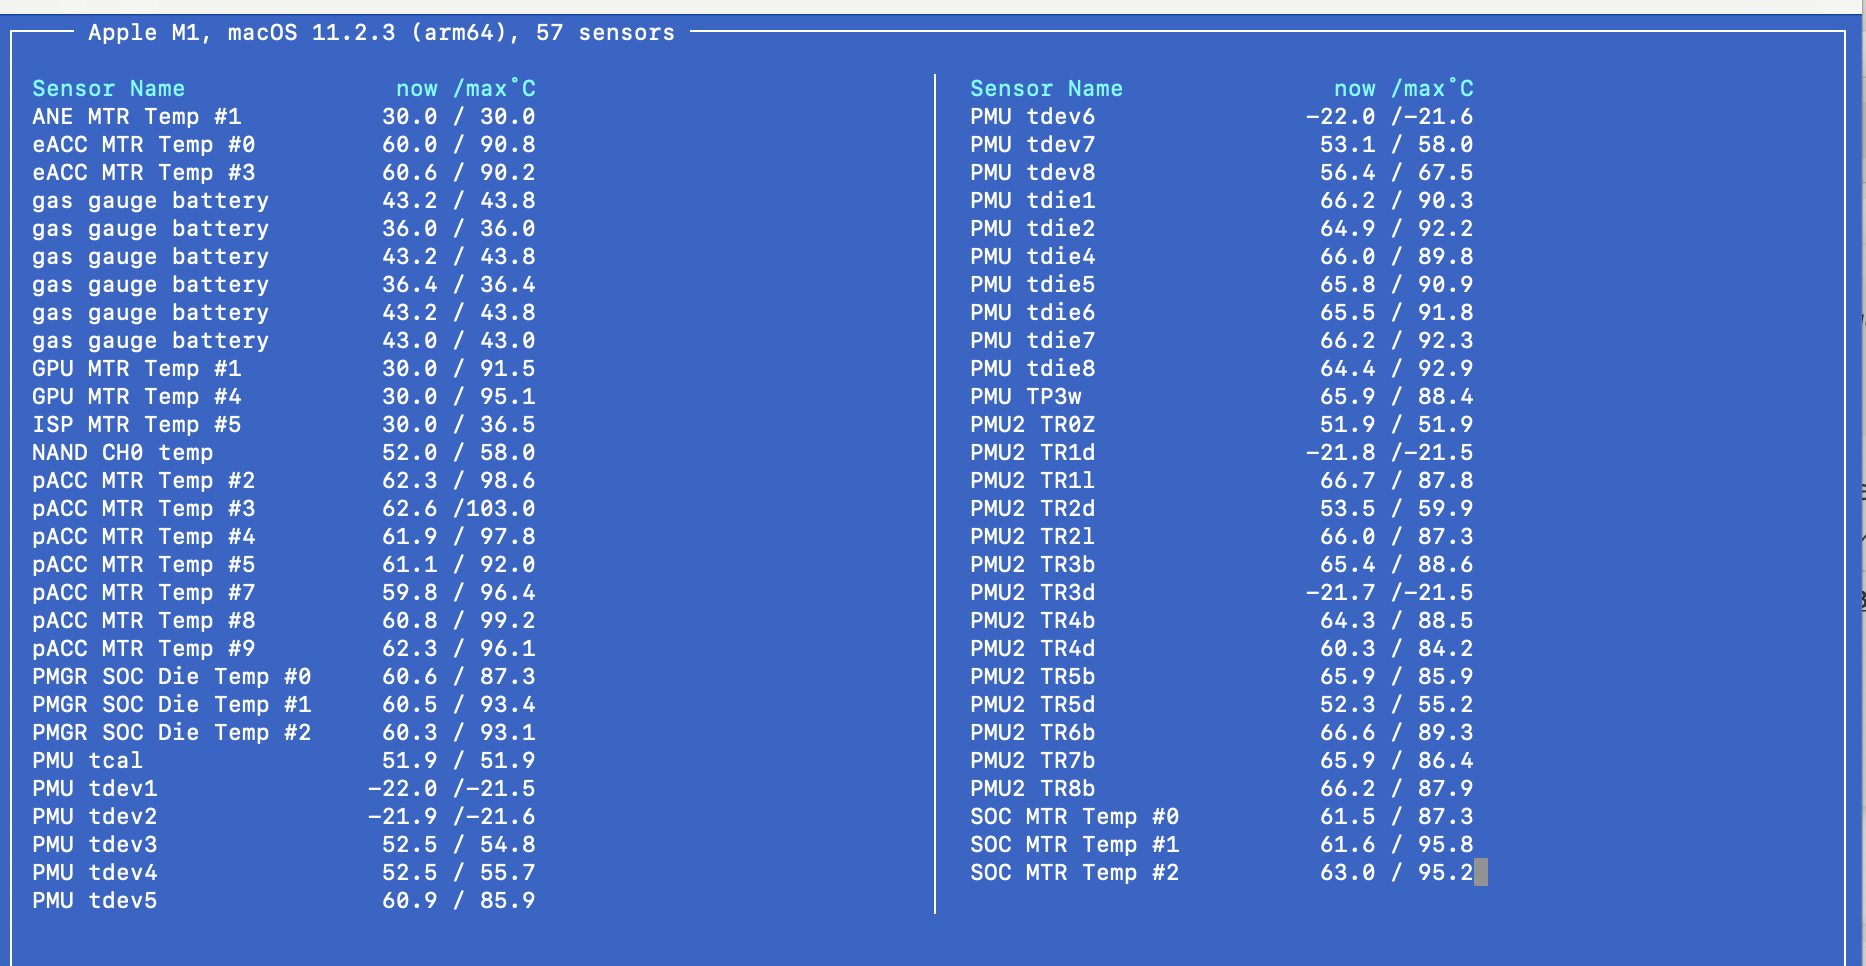 Apple M1, macOS 11.2.3 (arm64), 57 sensors
Sensor Name now /max°C
ANE MTR Temp #1 30.0 / 30.0
eACC MTR Temp #0 60.0 / 90.8
eACC MTR Temp #3 60.6 / 90.2
gas gauge battery 43.2 / 43.8
gas gauge battery 36.0 / 36.0
gas gauge battery 43.2 / 43.8
gas gauge battery 36.4 / 36.4
gas gauge battery 43.2 / 43.8
gas gauge battery 43.0 / 43.0
GPU MTR Temp #1 30.0 / 91.5
GPU MTR Temp #4 30.0 / 95.1
ISP MTR Temp #5 30.0 / 36.5
NAND CH0 temp 52.0 / 58.0
pACC MTR Temp #2 62.3 / 98.6
pACC MTR Temp #3 62.6 /103.0
pACC MTR Temp #4 61.9 / 97.8
pACC MTR Temp #5 61.1 / 92.0
pACC MTR Temp #7 59.8 / 96.4
pACC MTR Temp #8 60.8 / 99.2
pACC MTR Temp #9 62.3 / 96.1
PMGR SOC Die Temp #0 60.6 / 87.3
PMGR SOC Die Temp #1 60.5 / 93.4
PMGR SOC Die Temp #2 60.3 / 93.1
PMU tcal 51.9 / 51.9
PMU tdev1 -22.0 /-21.5
PMU tdev2 -21.9 /-21.6
PMU tdev3 52.5 / 54.8
PMU tdev4 52.5 / 55.7
PMU tdev5 60.9 / 85.9
Sensor Name now /max°C
PMU tdev6 -22.0 /-21.6
PMU tdev7 53.1 / 58.0
PMU tdev8 56.4 / 67.5
PMU tdie1 66.2 / 90.3
PMU tdie2 64.9 / 92.2
PMU tdie4 66.0 / 89.8
PMU tdie5 65.8 / 90.9
PMU tdie6 65.5 / 91.8
PMU tdie7 66.2 / 92.3
PMU tdie8 64.4 / 92.9
PMU TP3w 65.9 / 88.4
PMU2 TR0Z 51.9 / 51.9
PMU2 TR1d -21.8 /-21.5
PMU2 TR1l 66.7 / 87.8
PMU2 TR2d 53.5 / 59.9
PMU2 TR2l 66.0 / 87.3
PMU2 TR3b 65.4 / 88.6
PMU2 TR3d -21.7 /-21.5
PMU2 TR4b 64.3 / 88.5
PMU2 TR4d 60.3 / 84.2
PMU2 TR5b 65.9 / 85.9
PMU2 TR5d 52.3 / 55.2
PMU2 TR6b 66.6 / 89.3
PMU2 TR7b 65.9 / 86.4
PMU2 TR8b 66.2 / 87.9
SOC MTR Temp #0 61.5 / 87.3
SOC MTR Temp #1 61.6 / 95.8
SOC MTR Temp #2 63.0 / 95.2